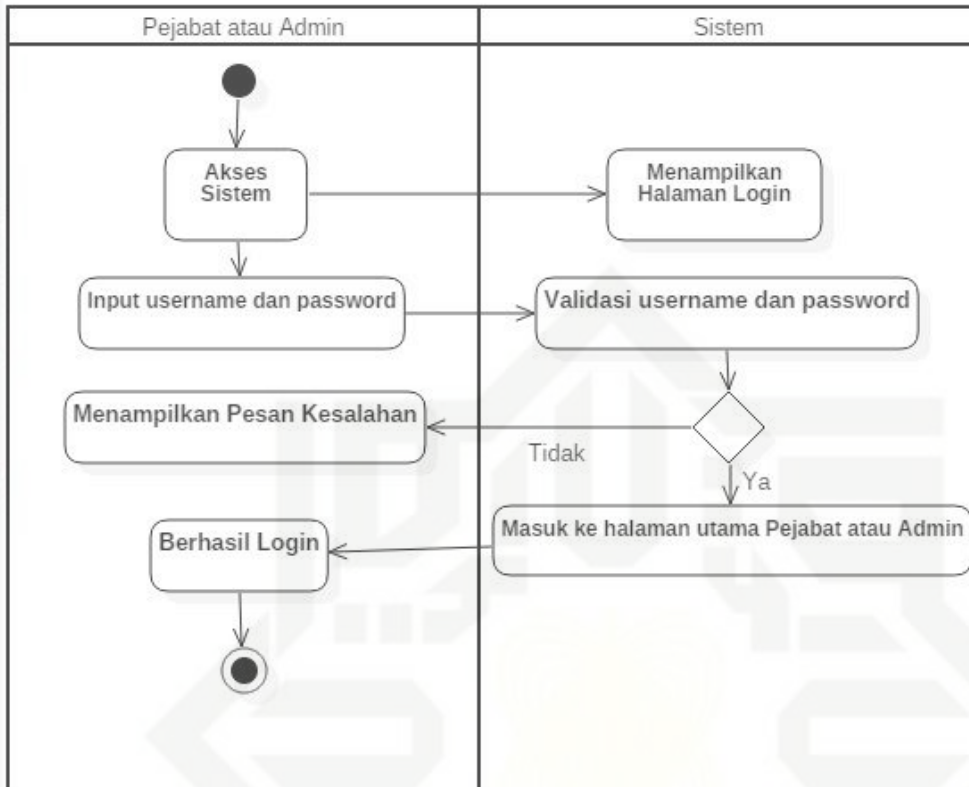 Pejabat atau Admin
Sistem
Akses
Sistem
Menampilkan
Halaman Login
Input username dan password
Validasi username dan password
Menampilkan Pesan Kesalahan
Tidak
Ya
Masuk ke halaman utama Pejabat atau Admin
Berhasil Login